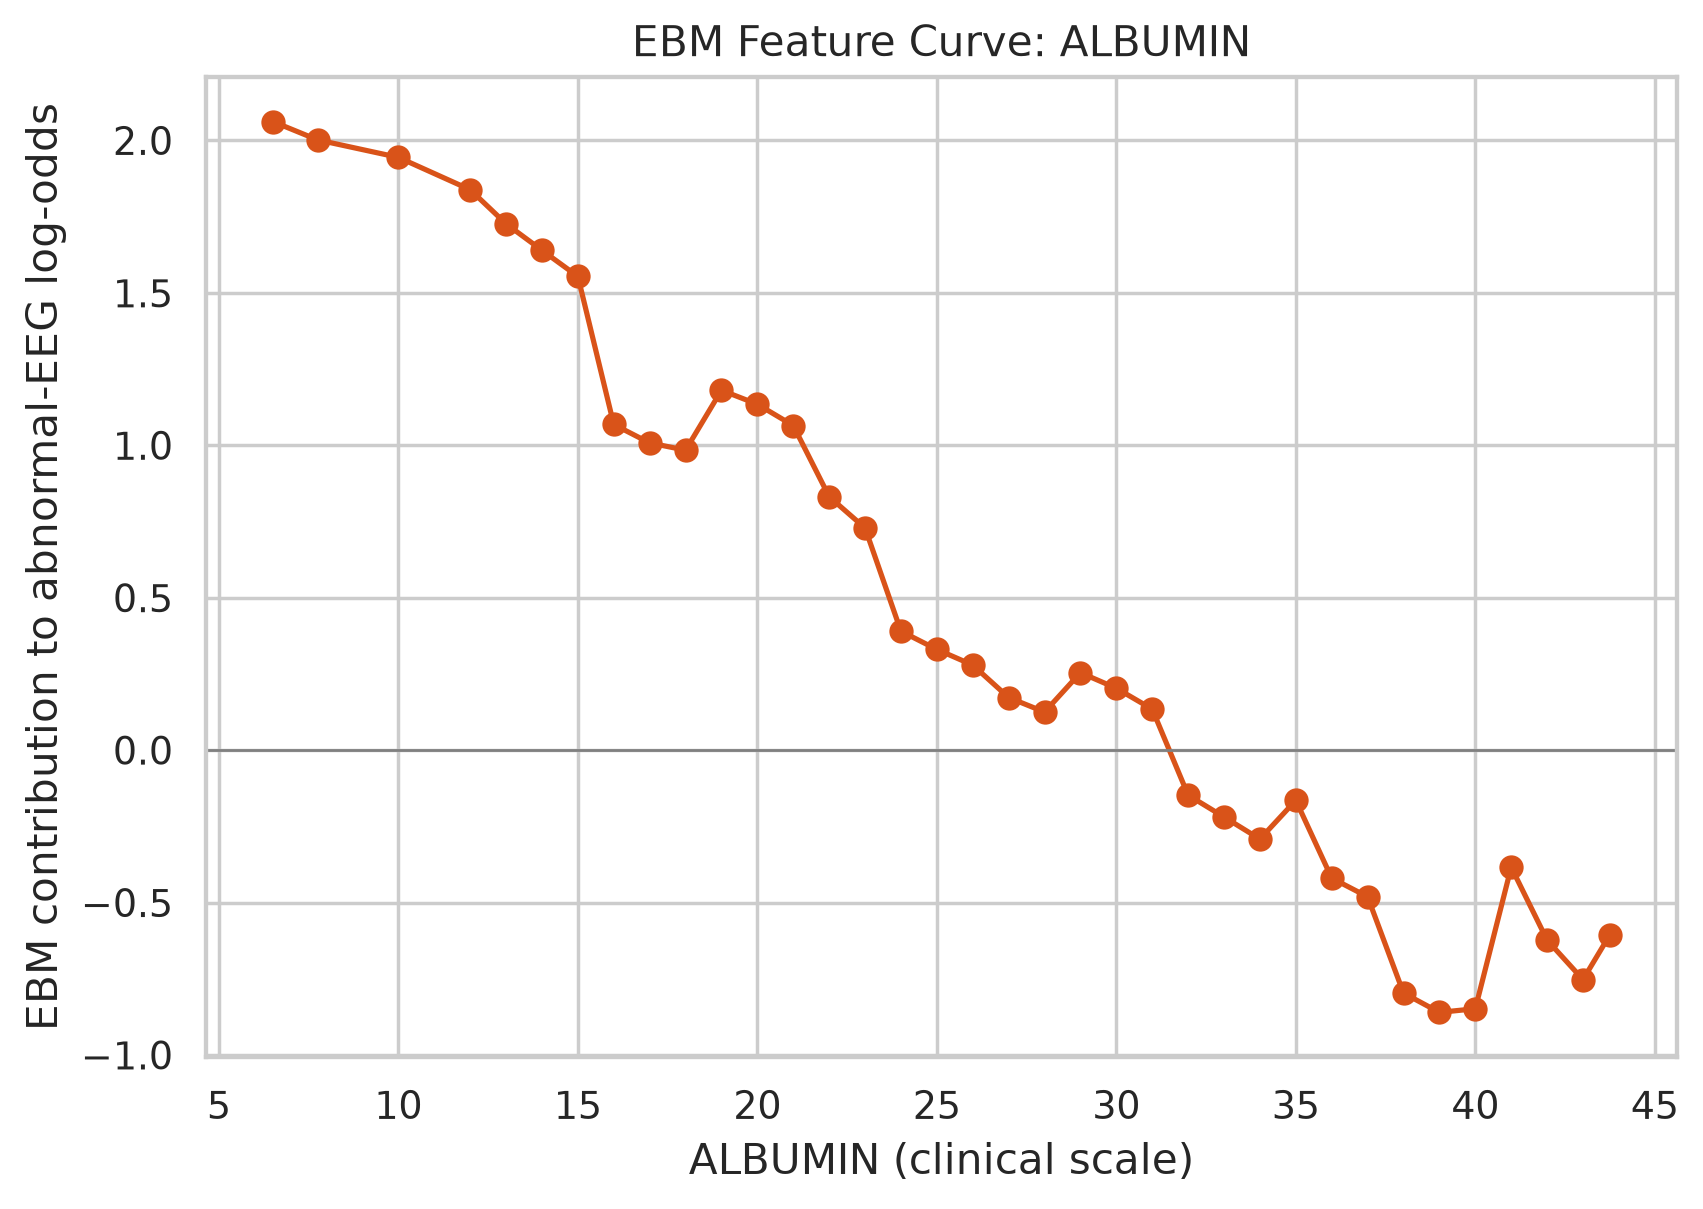 EBM Feature Curve: ALBUMIN
EBM contribution to abnormal-EEG log-odds
2.0
1.5
1.0
0.5
0.0
−0.5
−1.0
5 10 15 20 25 30 35 40 45
ALBUMIN (clinical scale)